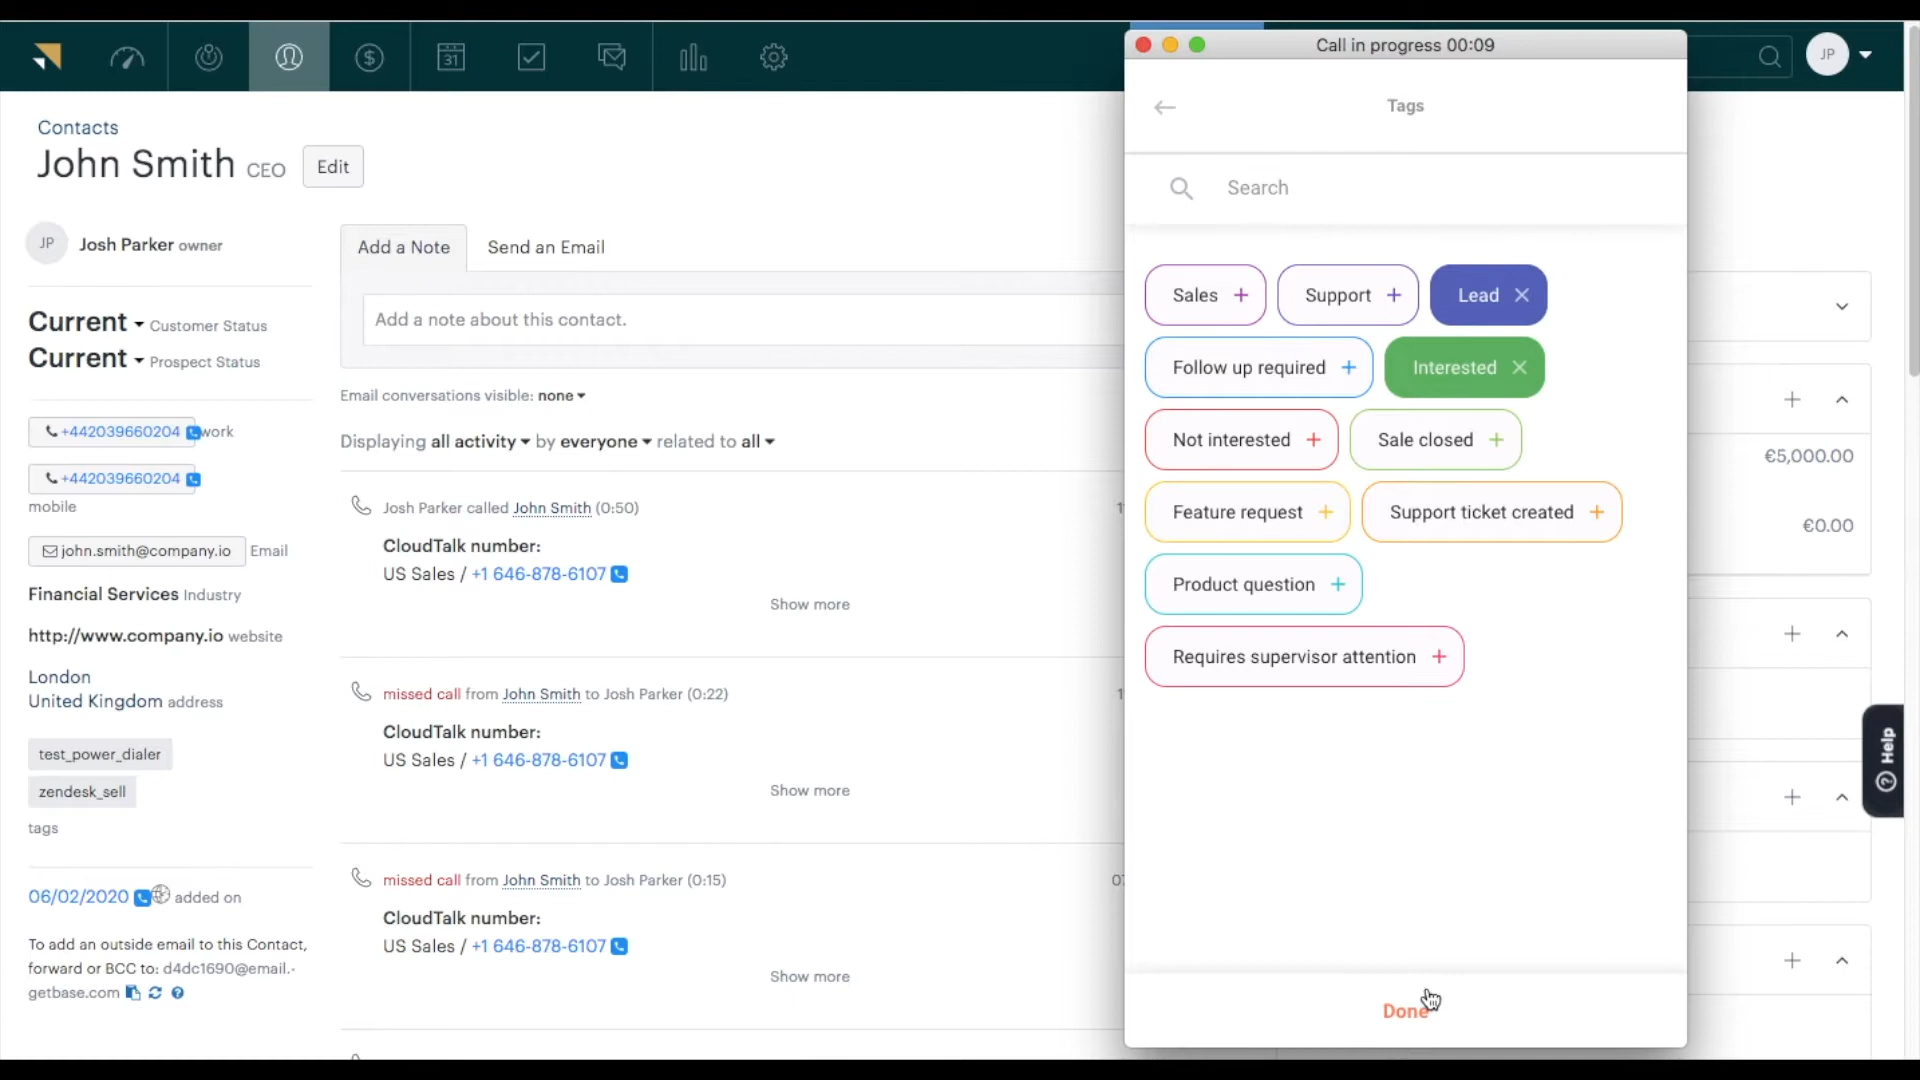 31
Call in progress 00:09
JP
Contacts
John Smith CEO Edit
JP Josh Parker owner
Current Customer Status
Current Prospect Status
+442039660204 work
+442039660204
mobile
john.smith@company.io Email
Financial Services Industry
http://www.company.io website
London
United Kingdom address
test_power_dialer
zendesk_sell
tags
06/02/2020 added on
To add an outside email to this Contact,
forward or BCC to: d4dc1690@email.-
getbase.com
Add a Note Send an Email
Add a note about this contact.
Email conversations visible: none
Displaying all activity by everyone related to all
Josh Parker called John Smith (0:50)
CloudTalk number:
US Sales / +1 646-878-6107
Show more
missed call from John Smith to Josh Parker (0:22)
CloudTalk number:
US Sales / +1 646-878-6107
Show more
missed call from John Smith to Josh Parker (0:15)
CloudTalk number:
US Sales / +1 646-878-6107
Show more
Tags
Search
Sales + Support + Lead ×
Follow up required + Interested ×
Not interested + Sale closed +
Feature request + Support ticket created +
Product question +
Requires supervisor attention +
Done
€5,000.00
€0.00
Help